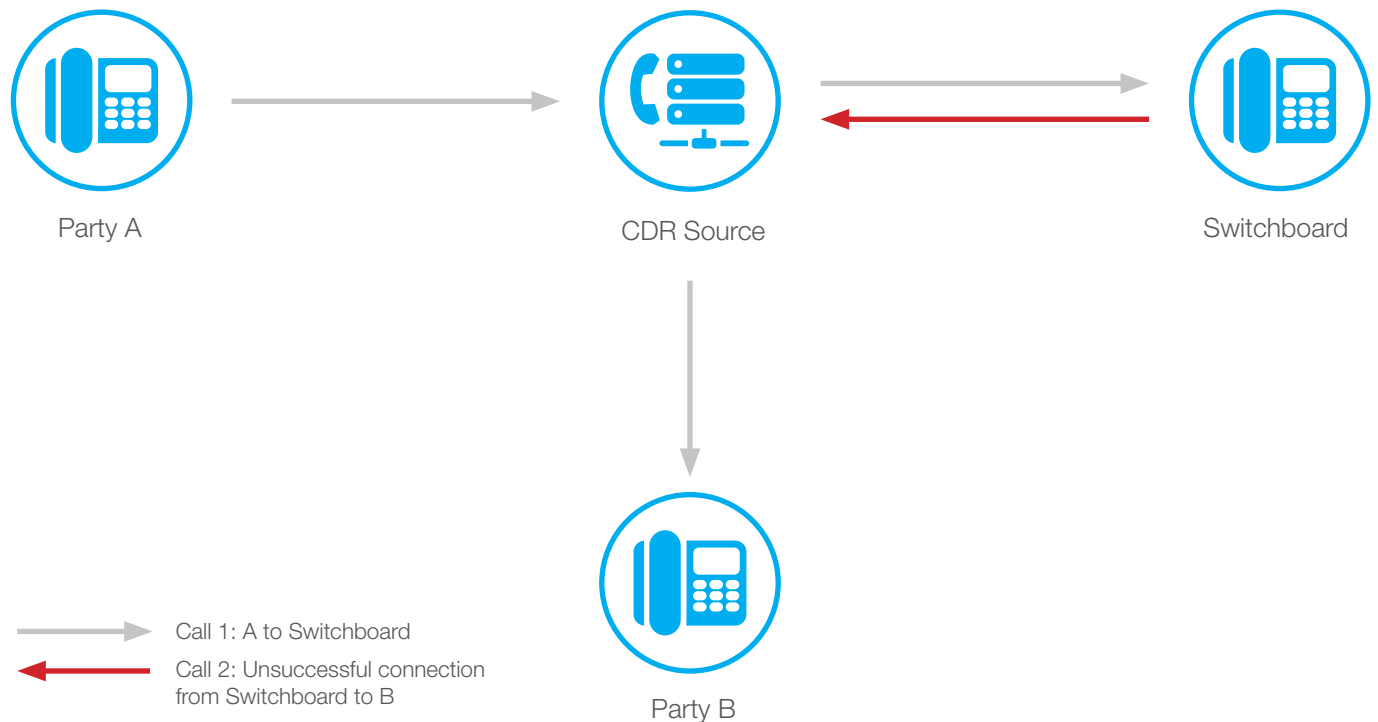 Party A
CDR Source
Switchboard
Call 1: A to Switchboard
Call 2: Unsuccessful connection
from Switchboard to B
Party B